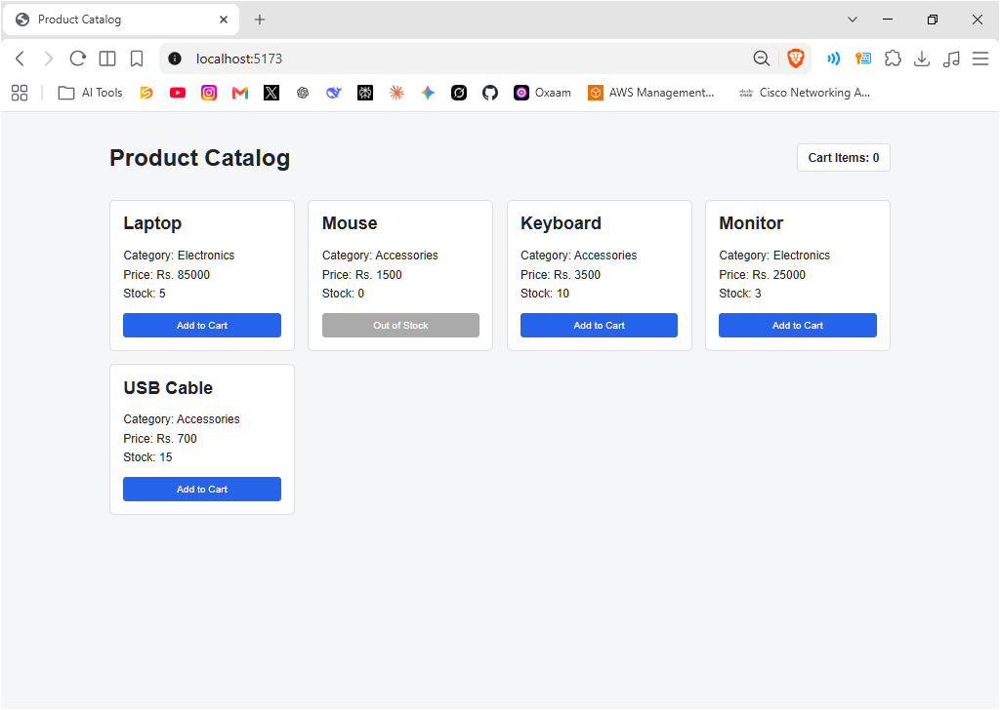 Product Catalog
localhost:5173
AI Tools
Oxaam
AWS Management...
Cisco Networking A...
Product Catalog
Cart Items: 0
Laptop
Category: Electronics
Price: Rs. 85000
Stock: 5
Add to Cart
Mouse
Category: Accessories
Price: Rs. 1500
Stock: 0
Out of Stock
Keyboard
Category: Accessories
Price: Rs. 3500
Stock: 10
Add to Cart
Monitor
Category: Electronics
Price: Rs. 25000
Stock: 3
Add to Cart
USB Cable
Category: Accessories
Price: Rs. 700
Stock: 15
Add to Cart